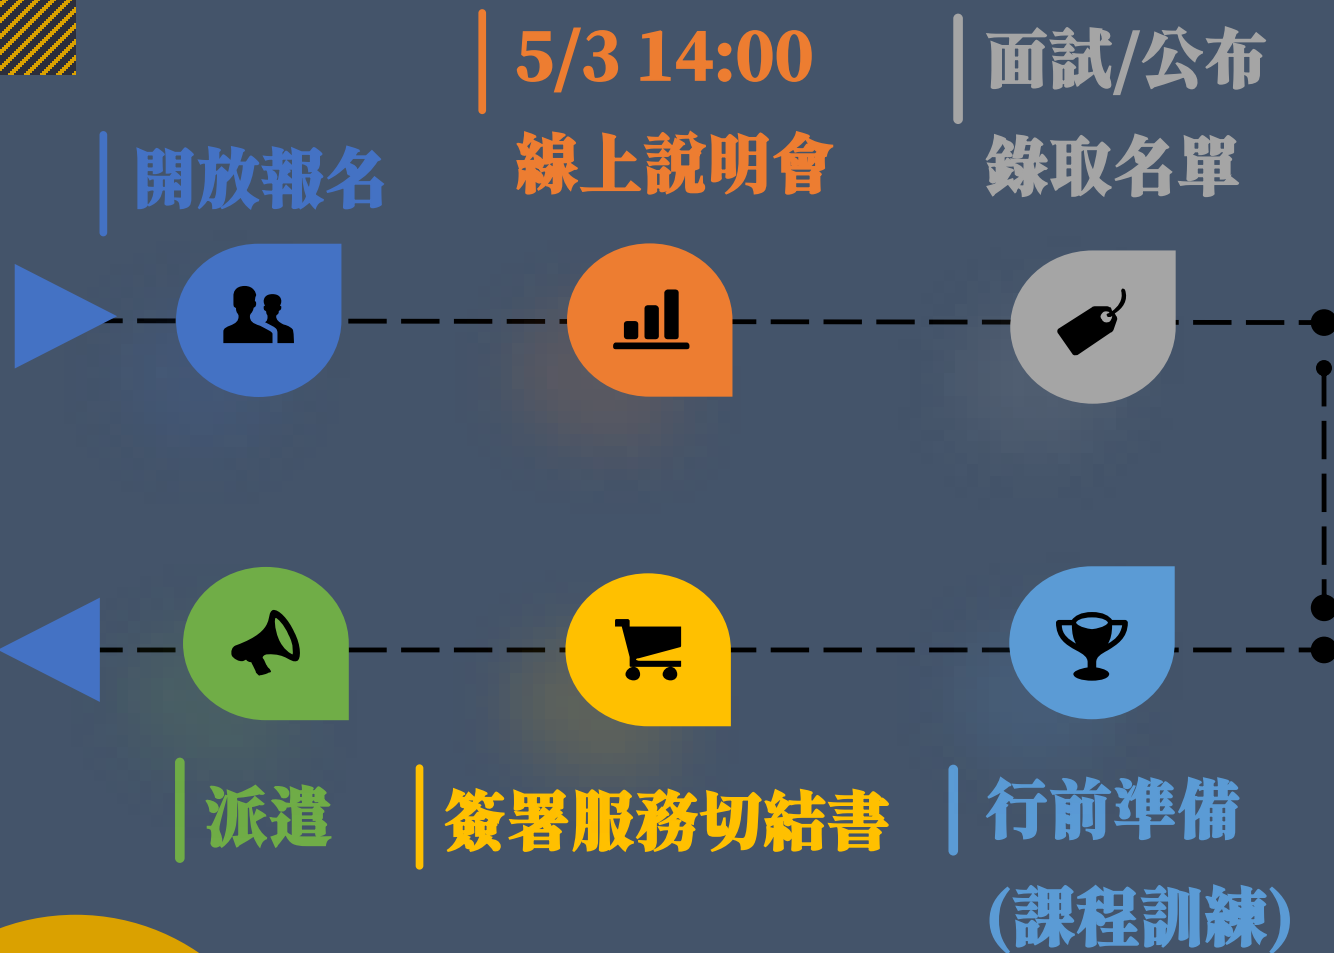 開放報名
5/3 14:00
線上說明會
面試/公布
錄取名單
行前準備
(課程訓練)
簽署服務切結書
派遣